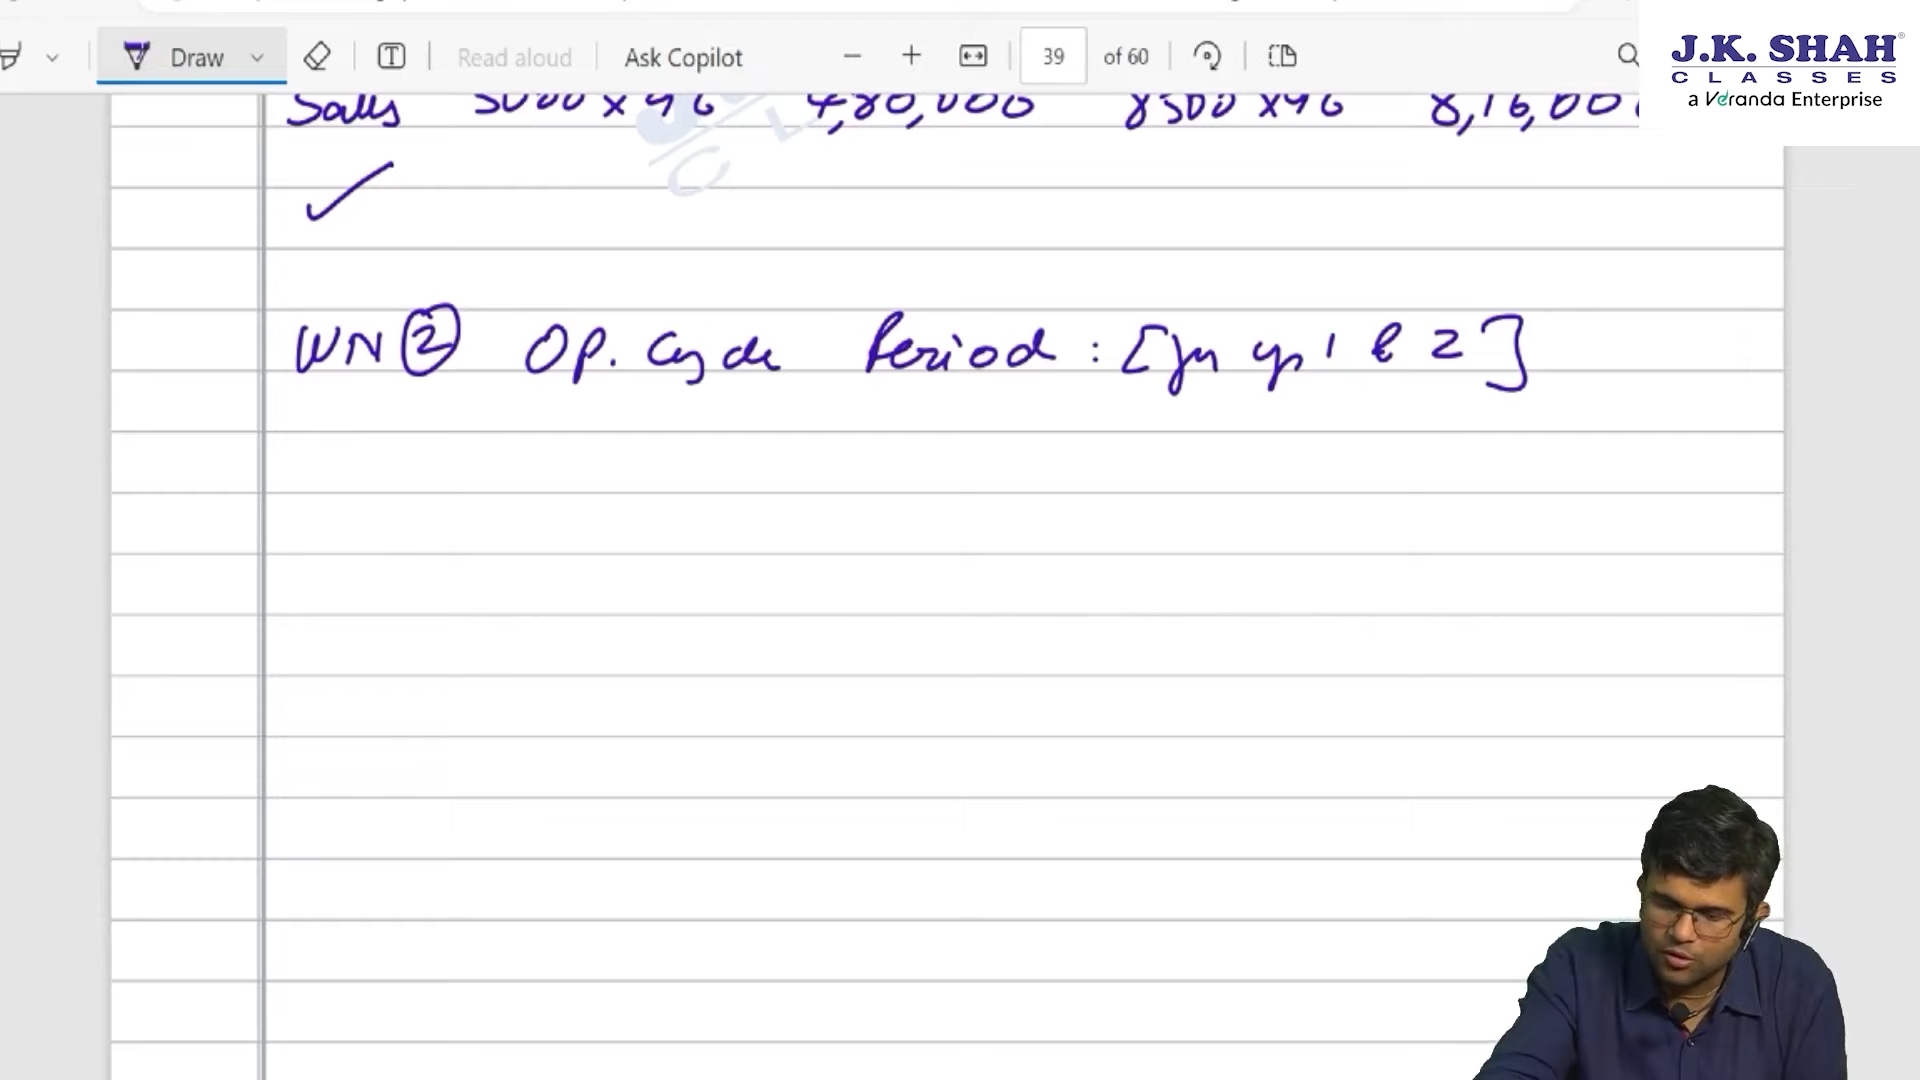 Draw
Read aloud
Ask Copilot
39 of 60
J.K. SHAH®
CLASSES
a Veranda Enterprise
Sales 5000 x 96 4,80,000 8500 x 96 8,16,00
WN ② Op. Cycle Period : [for yr 1 & 2]